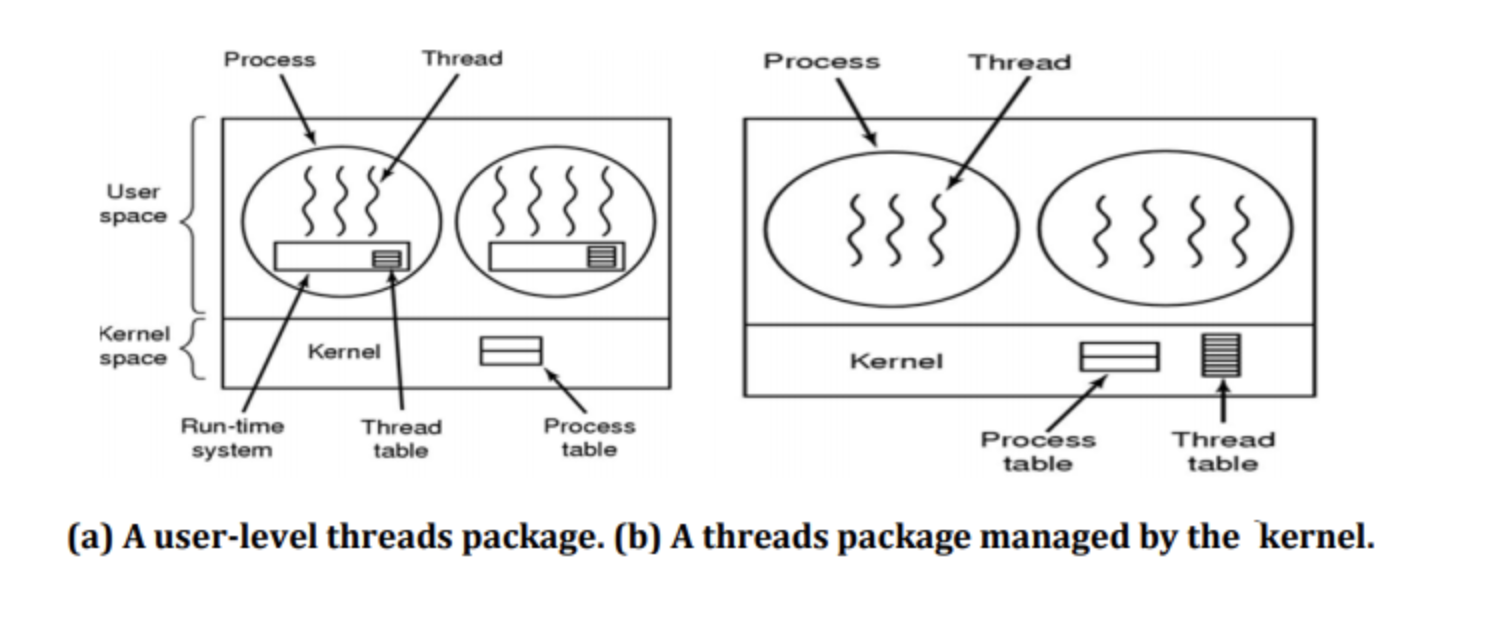 Process
Thread
User
space
Kernel
space
Kernel
Run-time
system
Thread
table
Process
table
Process
Thread
Kernel
Process
table
Thread
table
(a) A user-level threads package. (b) A threads package managed by the kernel.